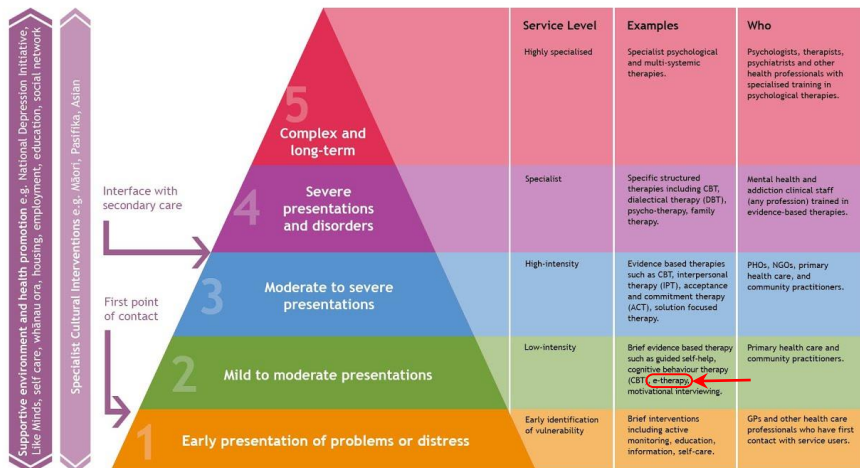 Supportive environment and health promotion e.g. National Depression Initiative,
Like Minds, self care, whānau ora, housing, employment, education, social network
Specialist Cultural Interventions e.g. Māori, Pasifika, Asian
Interface with
secondary care
First point
of contact
Service Level
Examples
Who
5
Complex and
long-term
Highly specialised
Specialist psychological
and multi-systemic
therapies.
Psychologists, therapists,
psychiatrists and other
health professionals with
specialised training in
psychological therapies.
4
Severe
presentations
and disorders
Specialist
Specific structured
therapies including CBT,
dialectical therapy (DBT),
psycho-therapy, family
therapy.
Mental health and
addiction clinical staff
(any profession) trained in
evidence-based therapies.
3
Moderate to severe
presentations
High-intensity
Evidence based therapies
such as CBT, interpersonal
therapy (IPT), acceptance
and commitment therapy
(ACT), solution focused
therapy.
PHOs, NGOs, primary
health care, and
community practitioners.
2
Mild to moderate presentations
Low-intensity
Brief evidence based therapy
such as guided self-help,
cognitive behaviour therapy
(CBT), e-therapy,
motivational interviewing.
Primary health care and
community practitioners.
1
Early presentation of problems or distress
Early identification
of vulnerability
Brief interventions
including active
monitoring, education,
information, self-care.
GPs and other health care
professionals who have first
contact with service users.